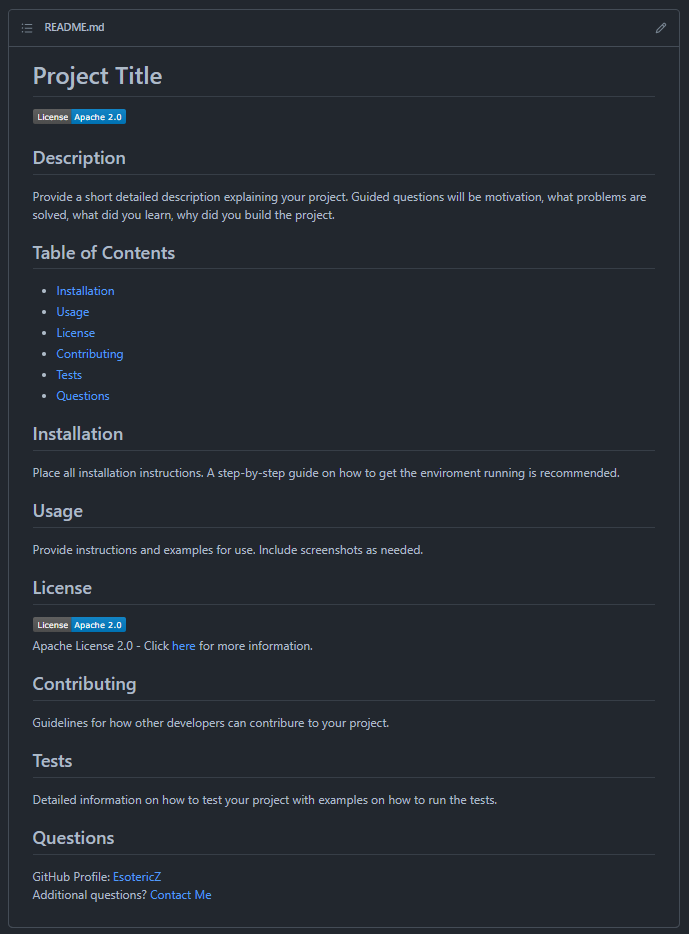 README.md
Project Title
License Apache 2.0
Description
Provide a short detailed description explaining your project. Guided questions will be motivation, what problems are
solved, what did you learn, why did you build the project.
Table of Contents
Installation
Usage
License
Contributing
Tests
Questions
Installation
Place all installation instructions. A step-by-step guide on how to get the enviroment running is recommended.
Usage
Provide instructions and examples for use. Include screenshots as needed.
License
License Apache 2.0
Apache License 2.0 - Click here for more information.
Contributing
Guidelines for how other developers can contribure to your project.
Tests
Detailed information on how to test your project with examples on how to run the tests.
Questions
GitHub Profile: EsotericZ
Additional questions? Contact Me